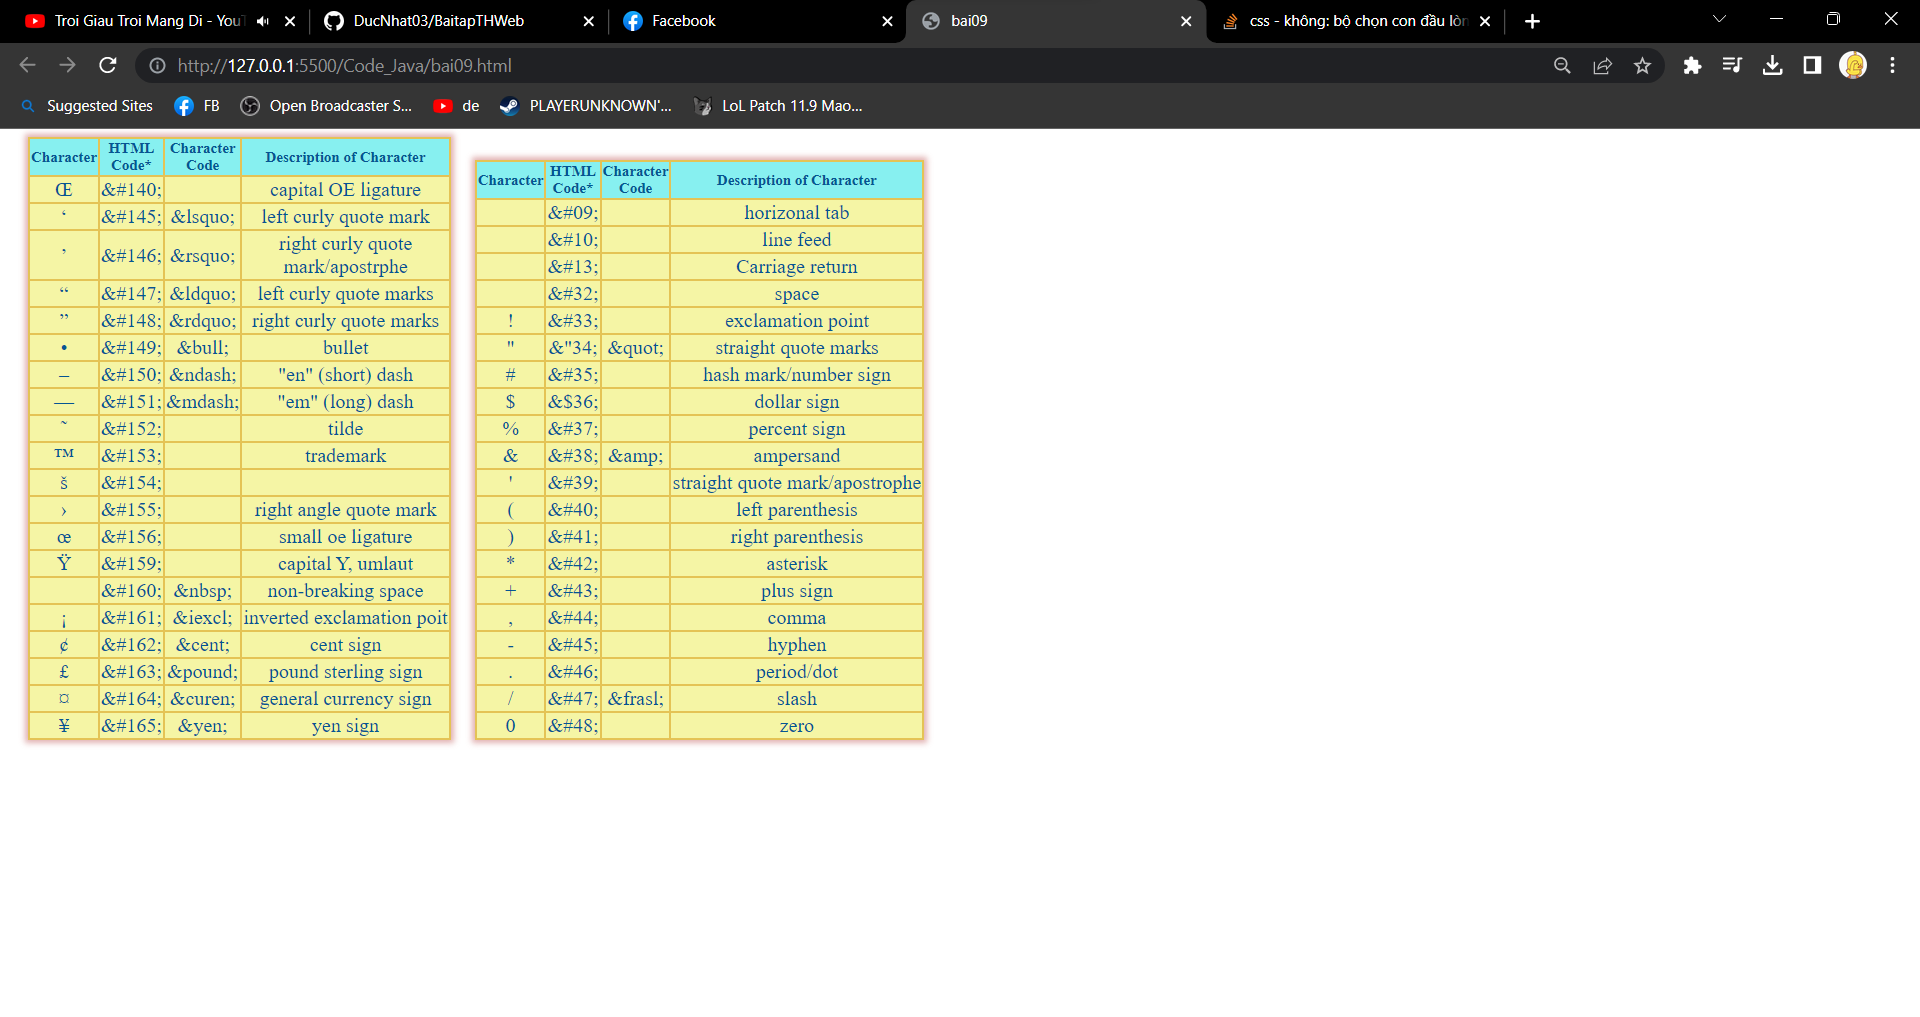 Troi Giau Troi Mang Di - You
DucNhat03/BaitapTHWeb
Facebook
bai09
css - không: bộ chọn con đầu lòn
http://127.0.0.1:5500/Code_Java/bai09.html
Suggested Sites
FB
Open Broadcaster S...
de
PLAYERUNKNOWN'...
LoL Patch 11.9 Mao...
Character HTML Code* Character Code Description of Character
Œ &#140; capital OE ligature
‘ &#145; &lsquo; left curly quote mark
’ &#146; &rsquo; right curly quote
mark/apostrphe
“ &#147; &ldquo; left curly quote marks
” &#148; &rdquo; right curly quote marks
• &#149; &bull; bullet
– &#150; &ndash; "en" (short) dash
— &#151; &mdash; "em" (long) dash
˜ &#152; tilde
™ &#153; trademark
š &#154;
› &#155; right angle quote mark
œ &#156; small oe ligature
Ÿ &#159; capital Y, umlaut
&#160; &nbsp; non-breaking space
¡ &#161; &iexcl; inverted exclamation poit
¢ &#162; &cent; cent sign
£ &#163; &pound; pound sterling sign
¤ &#164; &curen; general currency sign
¥ &#165; &yen; yen sign
Character HTML Code* Character Code Description of Character
&#09; horizonal tab
&#10; line feed
&#13; Carriage return
&#32; space
! &#33; exclamation point
" &"34; &quot; straight quote marks
# &#35; hash mark/number sign
$ &$36; dollar sign
% &#37; percent sign
& &#38; &amp; ampersand
' &#39; straight quote mark/apostrophe
( &#40; left parenthesis
) &#41; right parenthesis
* &#42; asterisk
+ &#43; plus sign
, &#44; comma
- &#45; hyphen
. &#46; period/dot
/ &#47; &frasl; slash
0 &#48; zero